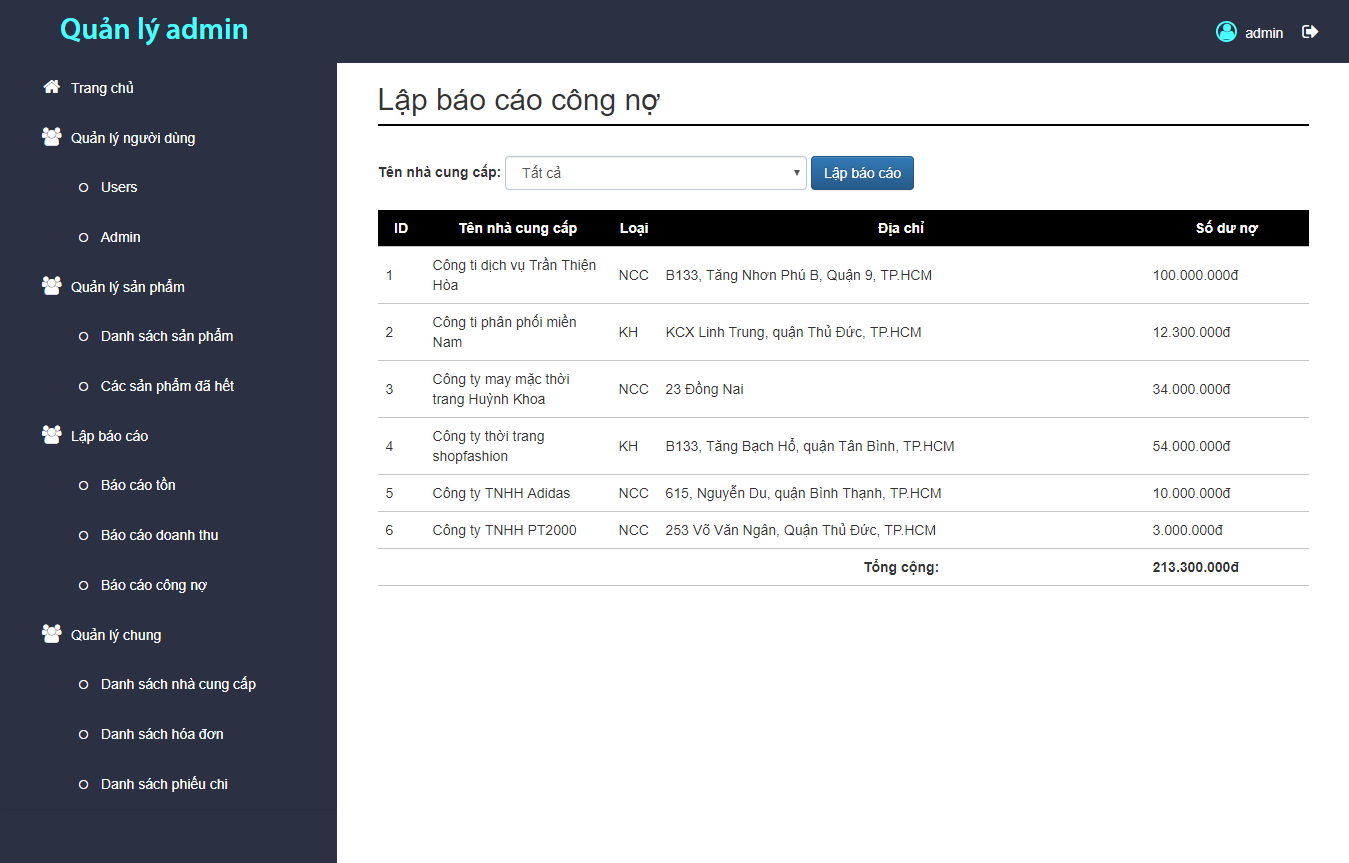 Quản lý admin
admin
Trang chủ
Quản lý người dùng
Users
Admin
Quản lý sản phẩm
Danh sách sản phẩm
Các sản phẩm đã hết
Lập báo cáo
Báo cáo tồn
Báo cáo doanh thu
Báo cáo công nợ
Quản lý chung
Danh sách nhà cung cấp
Danh sách hóa đơn
Danh sách phiếu chi
Lập báo cáo công nợ
Tên nhà cung cấp: Tất cả Lập báo cáo
ID Tên nhà cung cấp Loại Địa chỉ Số dư nợ
1 Công ti dịch vụ Trần Thiện Hòa NCC B133, Tăng Nhơn Phú B, Quận 9, TP.HCM 100.000.000đ
2 Công ti phân phối miền Nam KH KCX Linh Trung, quận Thủ Đức, TP.HCM 12.300.000đ
3 Công ty may mặc thời trang Huỳnh Khoa NCC 23 Đồng Nai 34.000.000đ
4 Công ty thời trang shopfashion KH B133, Tăng Bạch Hổ, quận Tân Bình, TP.HCM 54.000.000đ
5 Công ty TNHH Adidas NCC 615, Nguyễn Du, quận Bình Thạnh, TP.HCM 10.000.000đ
6 Công ty TNHH PT2000 NCC 253 Võ Văn Ngân, Quận Thủ Đức, TP.HCM 3.000.000đ
Tổng cộng: 213.300.000đ